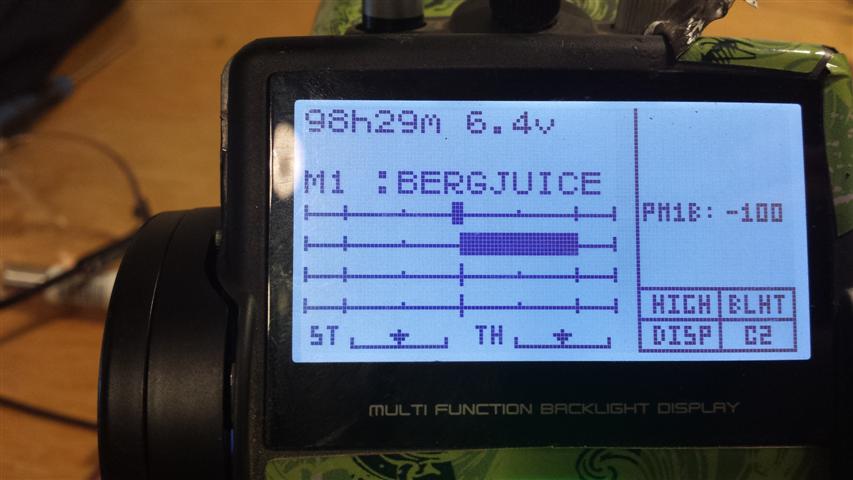 98h29m 6.4v
M1 :BERGJUICE
PM1B: -100
HIGH BLHT
DISP C2
ST TH
MULTI FUNCTION BACKLIGHT DISPLAY